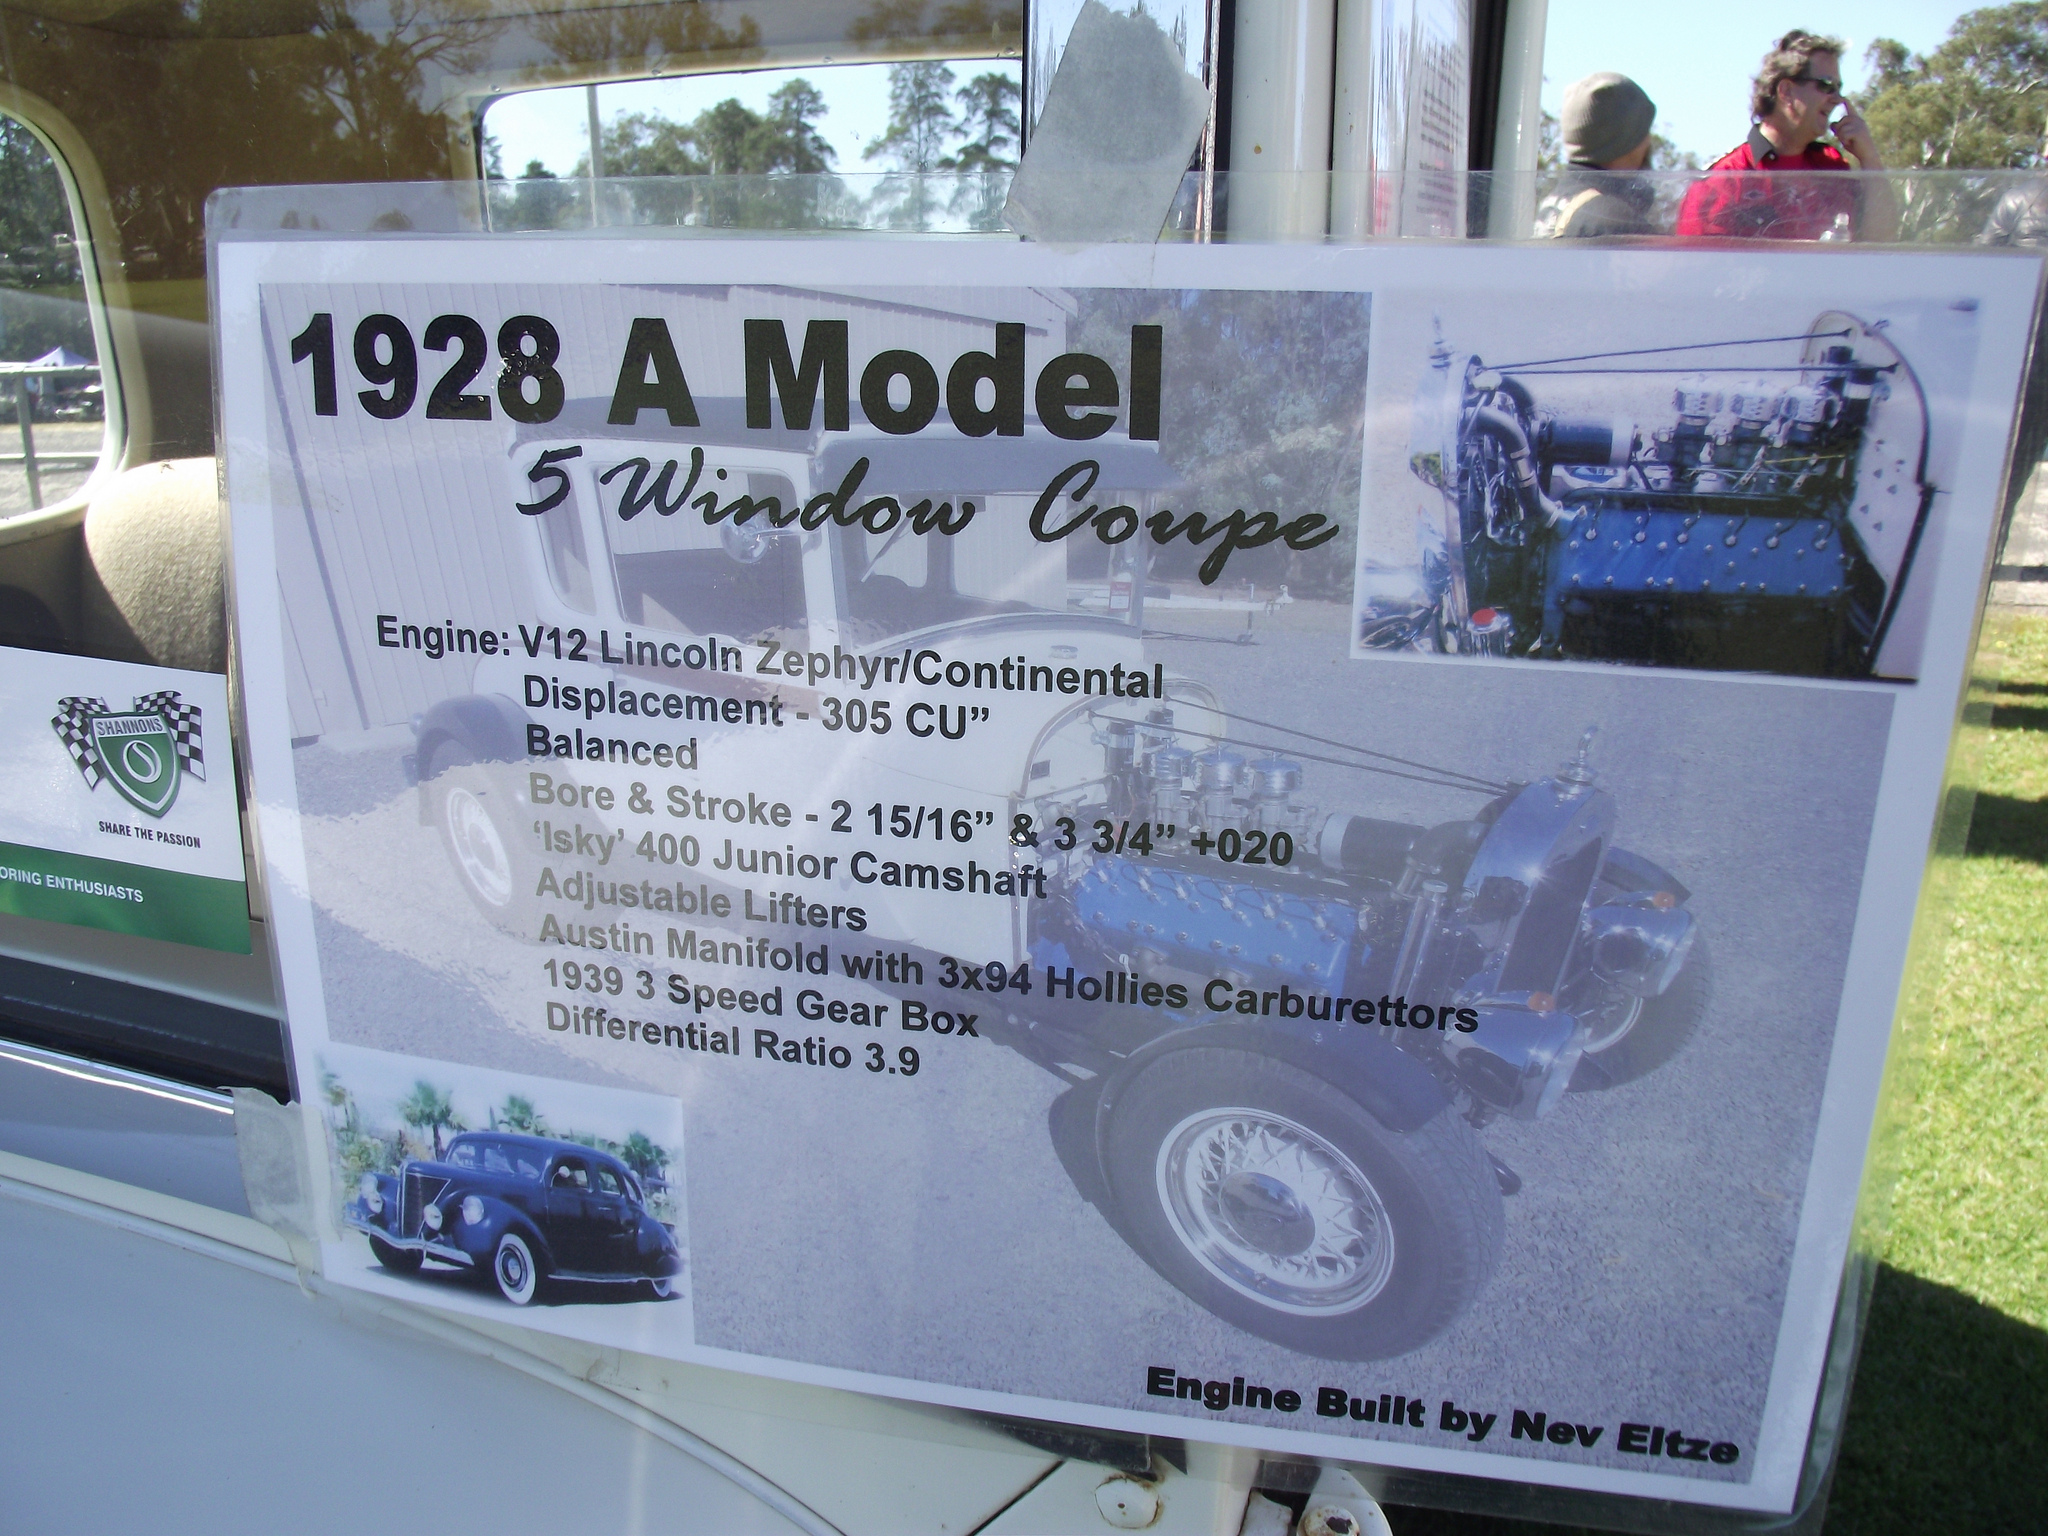 1928 A Model
5 Window Coupe
Engine: V12 Lincoln Zephyr/Continental
Displacement - 305 CU”
Balanced
Bore & Stroke - 2 15/16” & 3 3/4” +020
‘Isky’ 400 Junior Camshaft
Adjustable Lifters
Austin Manifold with 3x94 Hollies Carburettors
1939 3 Speed Gear Box
Differential Ratio 3.9
Engine Built by Nev Eltze
SHANNONS
SHARE THE PASSION
ORING ENTHUSIASTS